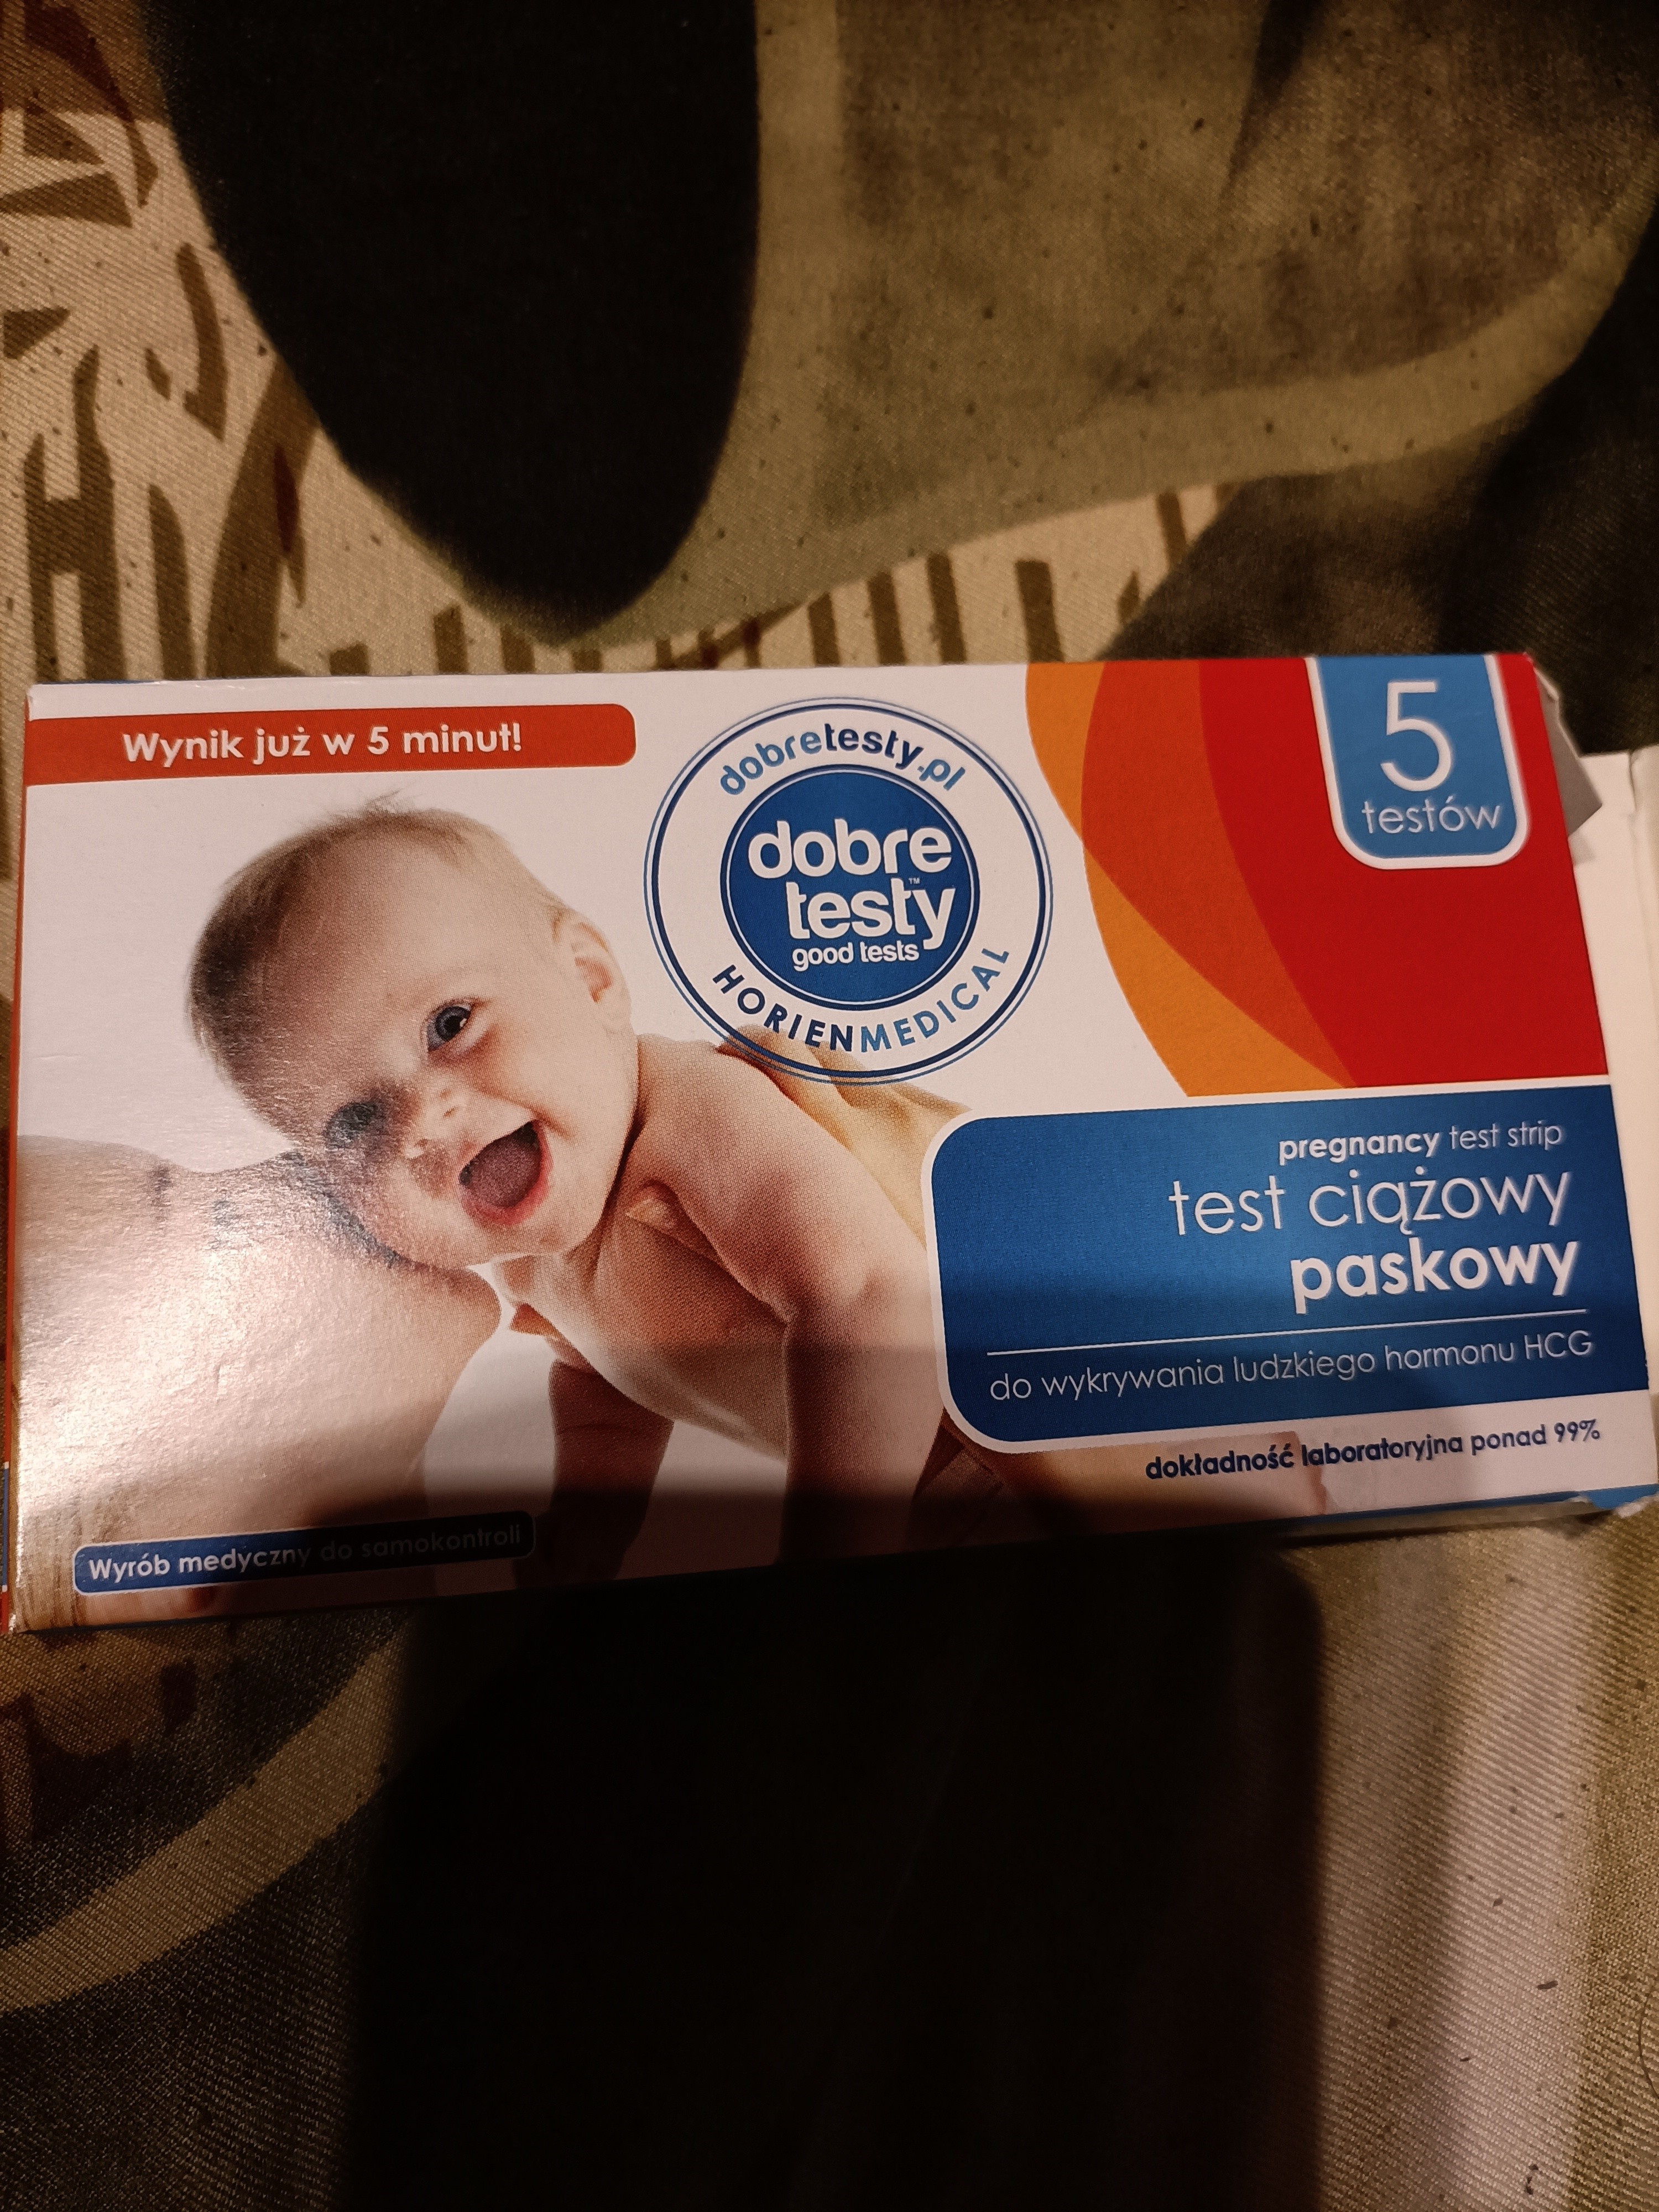 Wynik już w 5 minut!
dobretesty.pl
dobre
testy™
good tests
HORIENMEDICAL
5
testów
pregnancy test strip
test ciążowy
paskowy
do wykrywania ludzkiego hormonu HCG
dokładność laboratoryjna ponad 99%
Wyrób medyczny do samokontroli